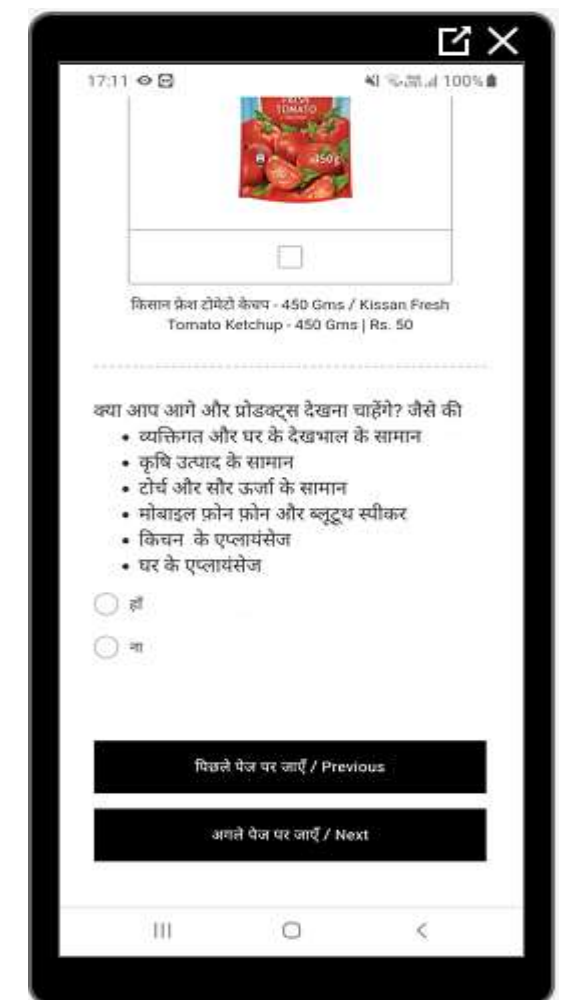 17:11
100%
FRESH
TOMATO
450g
किसान फ्रेश टोमेटो केचप - 450 Gms / Kissan Fresh
Tomato Ketchup - 450 Gms | Rs. 50
क्या आप आगे और प्रोडक्ट्स देखना चाहेंगे? जैसे की
• व्यक्तिगत और घर के देखभाल के सामान
• कृषि उत्पाद के सामान
• टोर्च और सौर ऊर्जा के सामान
• मोबाइल फ़ोन फ़ोन और ब्लूटूथ स्पीकर
• किचन के एप्लायंसेज
• घर के एप्लायंसेज
हाँ
ना
पिछले पेज पर जाएँ / Previous
अगले पेज पर जाएँ / Next